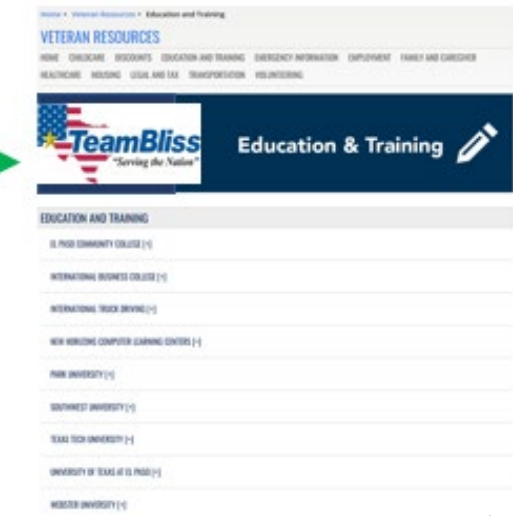 Home > Veteran Resources > Education and Training
VETERAN RESOURCES
HOME CHILDCARE DISCOUNTS EDUCATION AND TRAINING EMERGENCY INFORMATION EMPLOYMENT FAMILY AND CAREGIVER
HEALTHCARE HOUSING LEGAL AND TAX TRANSPORTATION VOLUNTEERING
TeamBliss
"Serving the Nation"
Education & Training
EDUCATION AND TRAINING
EL PASO COMMUNITY COLLEGE [+]
INTERNATIONAL BUSINESS COLLEGE [+]
INTERNATIONAL TRUCK DRIVING [+]
NEW HORIZONS COMPUTER LEARNING CENTERS [+]
PARK UNIVERSITY [+]
SOUTHWEST UNIVERSITY [+]
TEXAS TECH UNIVERSITY [+]
UNIVERSITY OF TEXAS AT EL PASO [+]
WEBSTER UNIVERSITY [+]